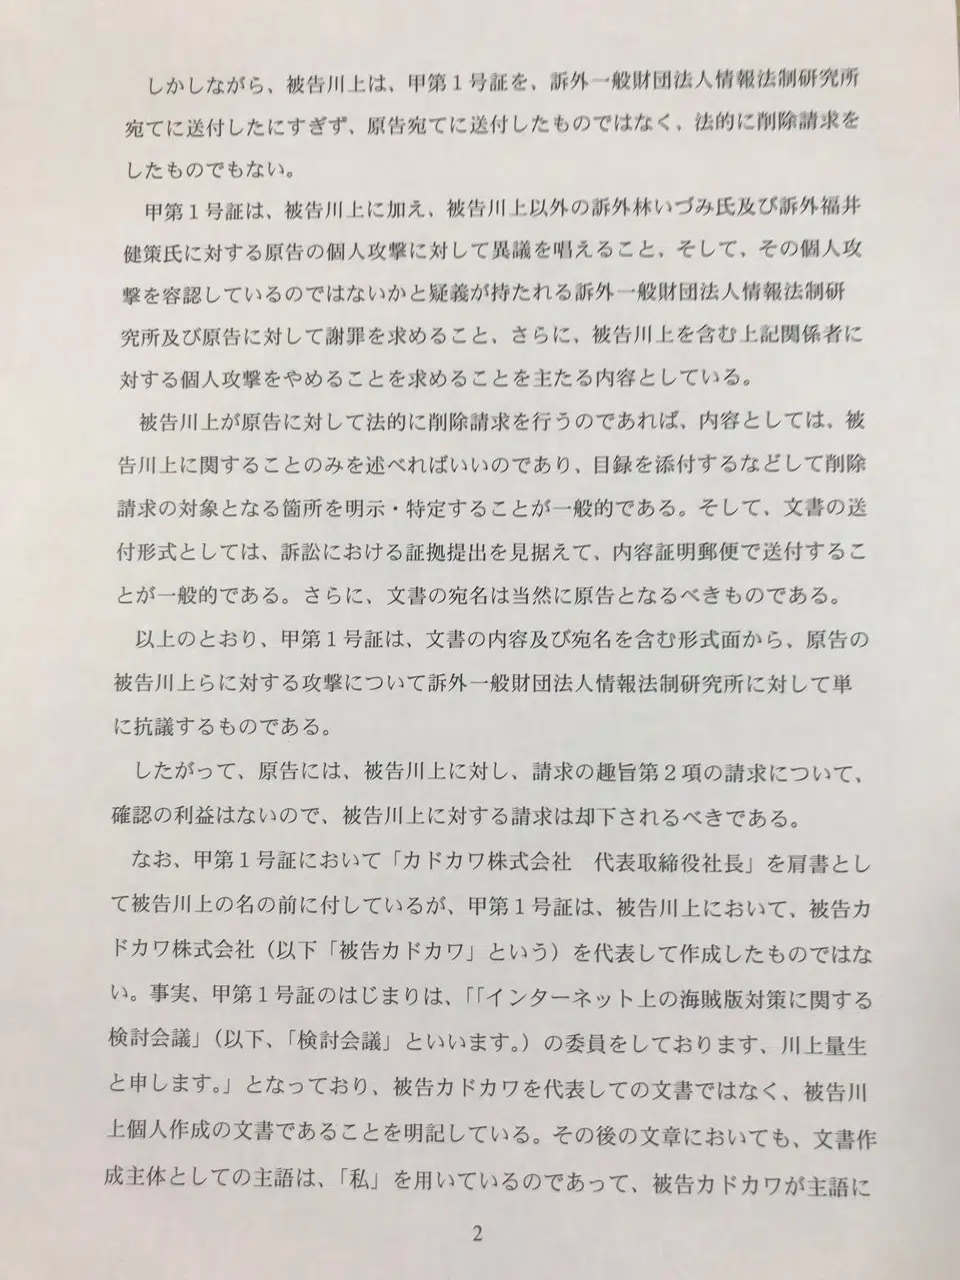 しかしながら、被告川上は、甲第１号証を、訴外一般財団法人情報法制研究所
宛てに送付したにすぎず、原告宛てに送付したものではなく、法的に削除請求を
したものでもない。
甲第１号証は、被告川上に加え、被告川上以外の訴外林いづみ氏及び訴外福井
健策氏に対する原告の個人攻撃に対して異議を唱えること、そして、その個人攻
撃を容認しているのではないかと疑義が持たれる訴外一般財団法人情報法制研
究所及び原告に対して謝罪を求めること、さらに、被告川上を含む上記関係者に
対する個人攻撃をやめることを求めることを主たる内容としている。
被告川上が原告に対して法的に削除請求を行うのであれば、内容としては、被
告川上に関することのみを述べればいいのであり、目録を添付するなどして削除
請求の対象となる箇所を明示・特定することが一般的である。そして、文書の送
付形式としては、訴訟における証拠提出を見据えて、内容証明郵便で送付するこ
とが一般的である。さらに、文書の宛名は当然に原告となるべきものである。
以上のとおり、甲第１号証は、文書の内容及び宛名を含む形式面から、原告の
被告川上らに対する攻撃について訴外一般財団法人情報法制研究所に対して単
に抗議するものである。
したがって、原告には、被告川上に対し、請求の趣旨第２項の請求について、
確認の利益はないので、被告川上に対する請求は却下されるべきである。
なお、甲第１号証において「カドカワ株式会社　代表取締役社長」を肩書とし
て被告川上の名の前に付しているが、甲第１号証は、被告川上において、被告カ
ドカワ株式会社（以下「被告カドカワ」という）を代表して作成したものではな
い。事実、甲第１号証のはじまりは、「「インターネット上の海賊版対策に関する
検討会議」（以下、「検討会議」といいます。）の委員をしております、川上量生
と申します。」となっており、被告カドカワを代表しての文書ではなく、被告川
上個人作成の文書であることを明記している。その後の文章においても、文書作
成主体としての主語は、「私」を用いているのであって、被告カドカワが主語に
2